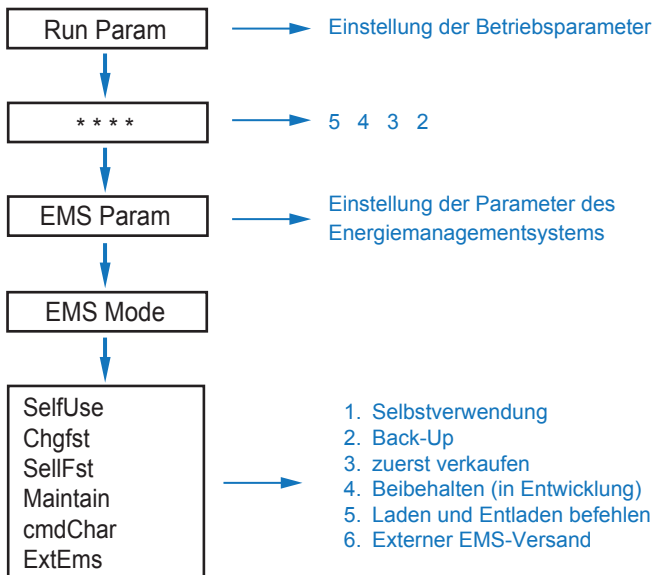 Run Param
Einstellung der Betriebsparameter
* * * *
5 4 3 2
EMS Param
Einstellung der Parameter des
Energiemanagementsystems
EMS Mode
SelfUse
Chgfst
SellFst
Maintain
cmdChar
ExtEms
1. Selbstverwendung
2. Back-Up
3. zuerst verkaufen
4. Beibehalten (in Entwicklung)
5. Laden und Entladen befehlen
6. Externer EMS-Versand